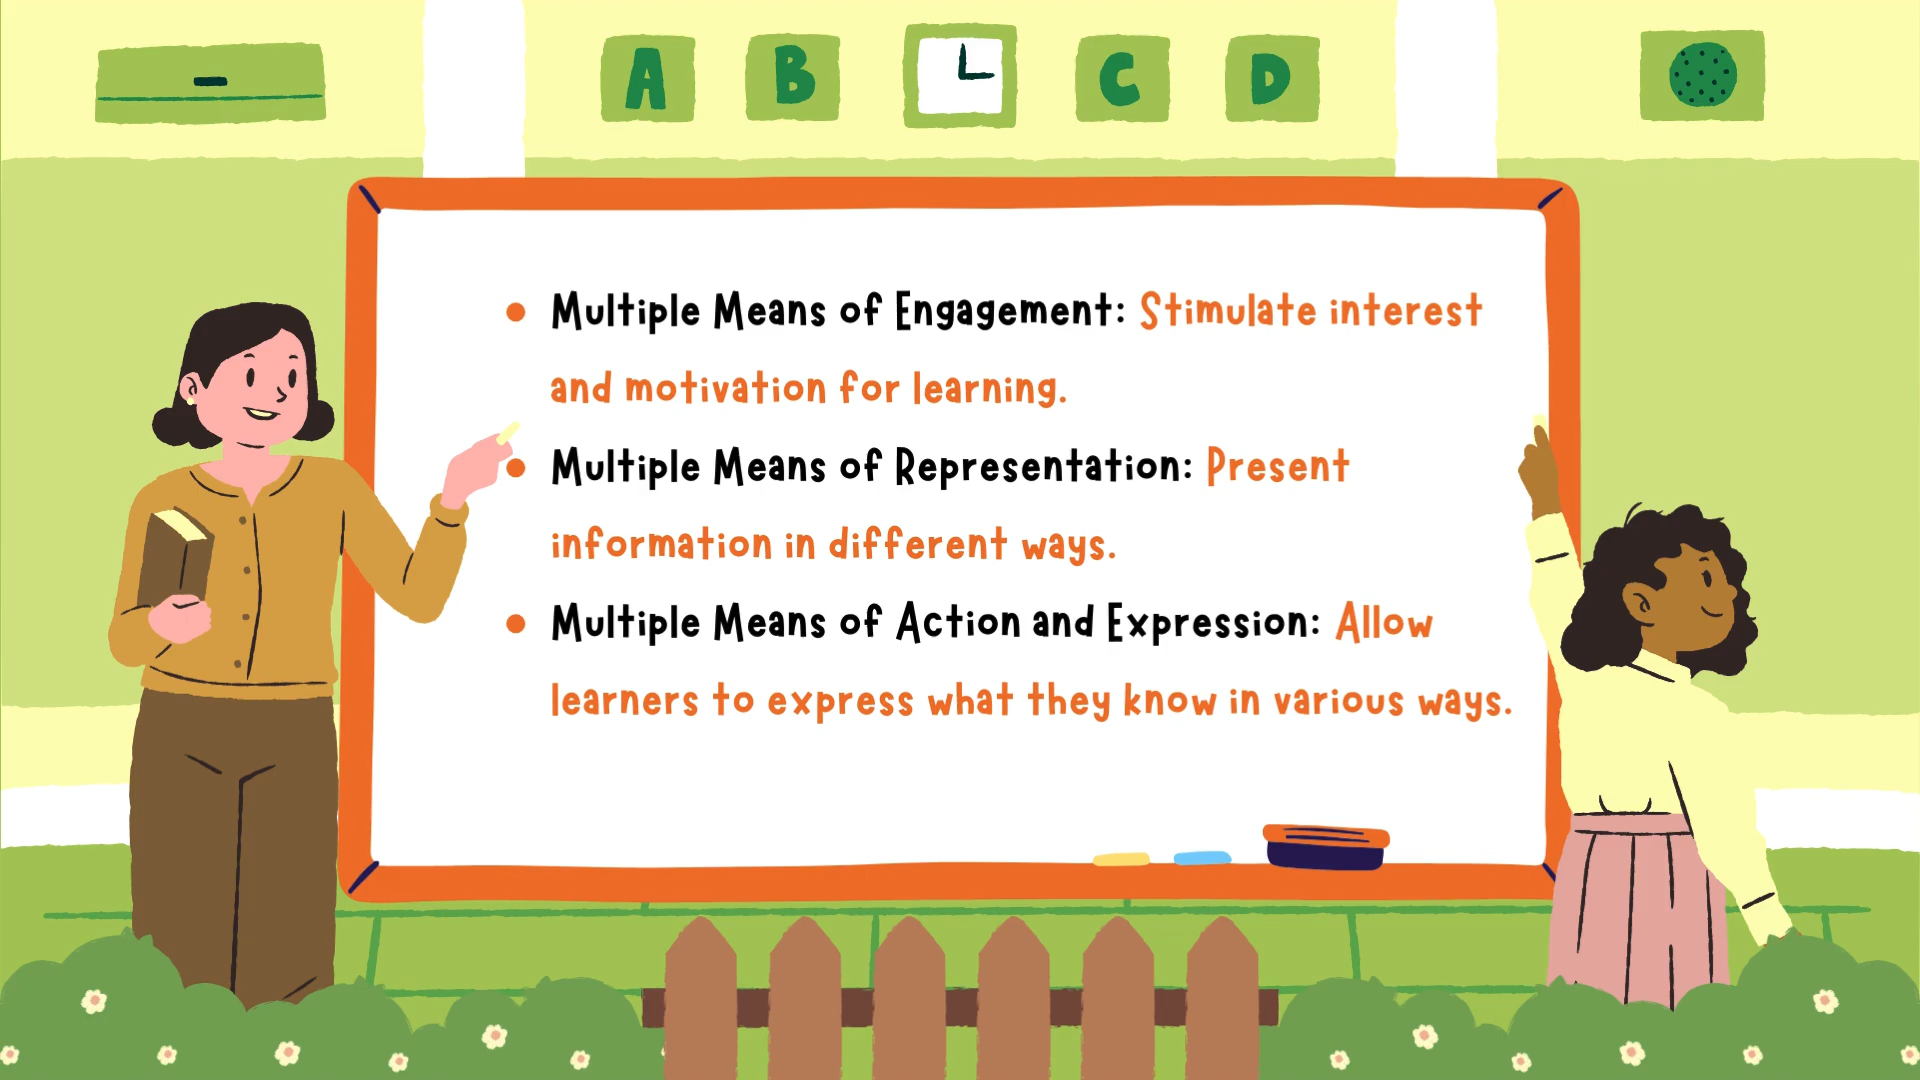 A B C D
• Multiple Means of Engagement: Stimulate interest
and motivation for learning.
• Multiple Means of Representation: Present
information in different ways.
• Multiple Means of Action and Expression: Allow
learners to express what they know in various ways.